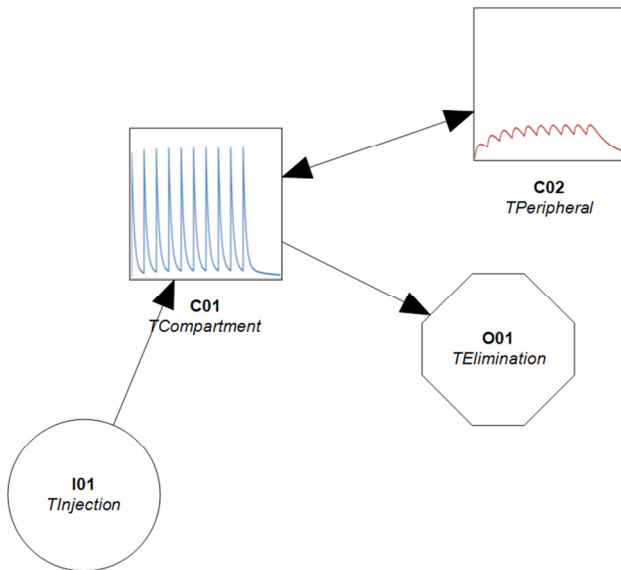 C02
TPeripheral
C01
TCompartment
O01
TElimination
I01
TInjection